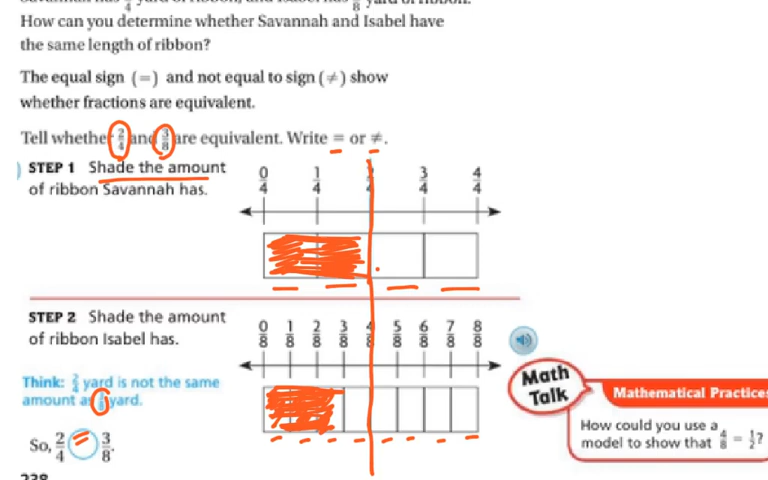 How can you determine whether Savannah and Isabel have
the same length of ribbon?
The equal sign (=) and not equal to sign (≠) show
whether fractions are equivalent.
Tell whether 2/4 and 3/8 are equivalent. Write = or ≠.
STEP 1 Shade the amount
of ribbon Savannah has.
0/4 1/4 3/4 4/4
STEP 2 Shade the amount
of ribbon Isabel has.
0/8 1/8 2/8 3/8 4/8 5/8 6/8 7/8 8/8
Think: 2/4 yard is not the same
amount as yard.
So, 2/4 = 3/8.
Math
Talk
Mathematical Practices
How could you use a
model to show that 4/8 = 1/2?